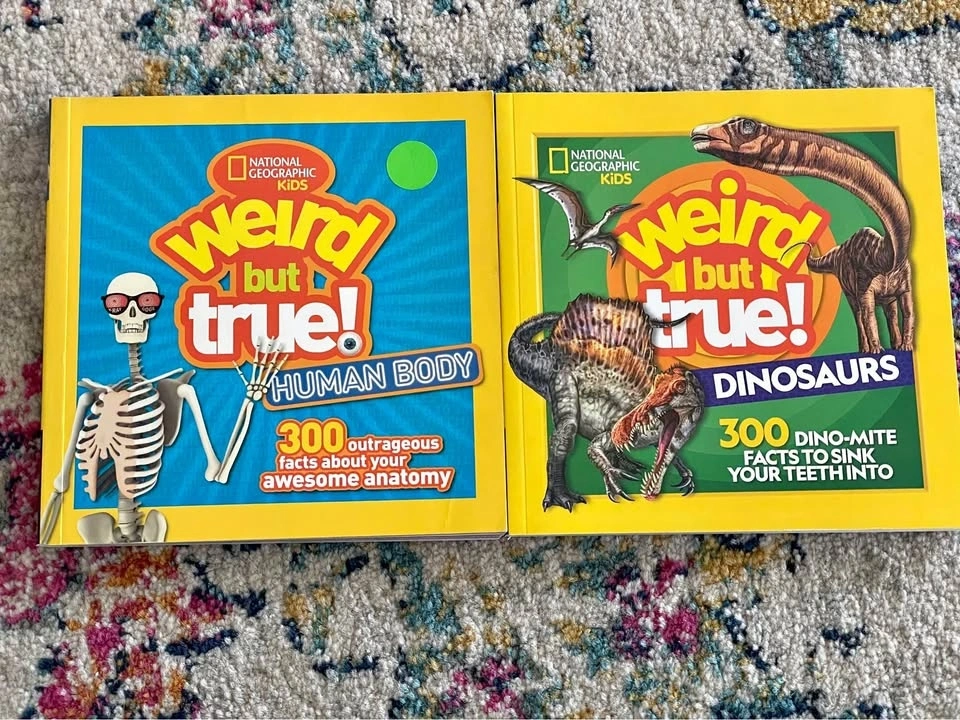 NATIONAL
GEOGRAPHIC
KiDS
weird
but
true!
HUMAN BODY
300 outrageous
facts about your
awesome anatomy
NATIONAL
GEOGRAPHIC
KiDS
weird
but
true!
DINOSAURS
300 DINO-MITE
FACTS TO SINK
YOUR TEETH INTO